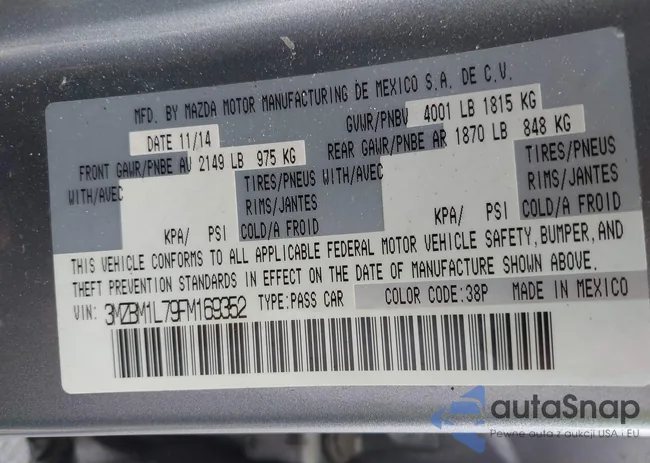 MFD. BY MAZDA MOTOR MANUFACTURING DE MEXICO S.A. DE C.V.
DATE 11/14 GVWR/PNBV 4001 LB 1815 KG
FRONT GAWR/PNBE AV 2149 LB 975 KG REAR GAWR/PNBE AR 1870 LB 848 KG
WITH/AVEC TIRES/PNEUS WITH/AVEC TIRES/PNEUS
RIMS/JANTES RIMS/JANTES
KPA/ PSI COLD/A FROID KPA/ PSI COLD/A FROID
THIS VEHICLE CONFORMS TO ALL APPLICABLE FEDERAL MOTOR VEHICLE SAFETY, BUMPER, AND
THEFT PREVENTION STANDARDS IN EFFECT ON THE DATE OF MANUFACTURE SHOWN ABOVE.
VIN: 3MZBM1L79FM169352 TYPE:PASS CAR COLOR CODE:38P MADE IN MEXICO
autaSnap
Pewne auta z aukcji USA i EU